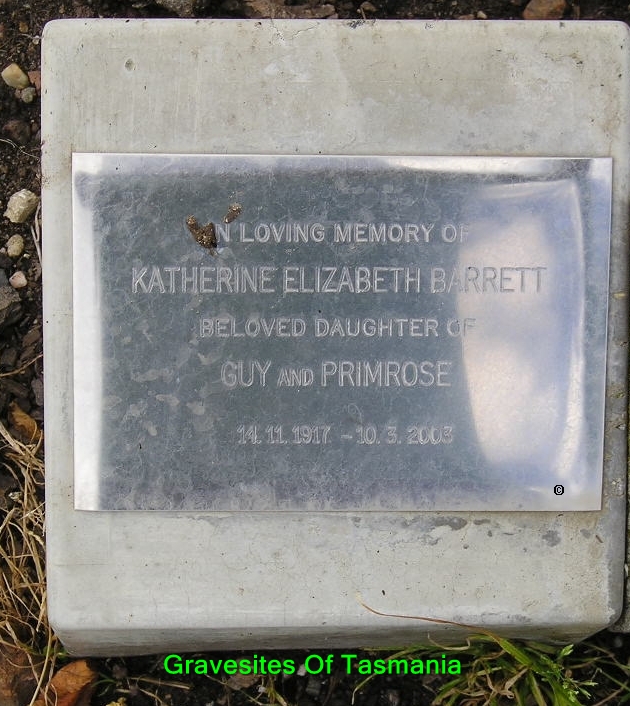 IN LOVING MEMORY OF
KATHERINE ELIZABETH BARRETT
BELOVED DAUGHTER OF
GUY AND PRIMROSE
14.11.1917 - 10.3.2003
©
Gravesites Of Tasmania